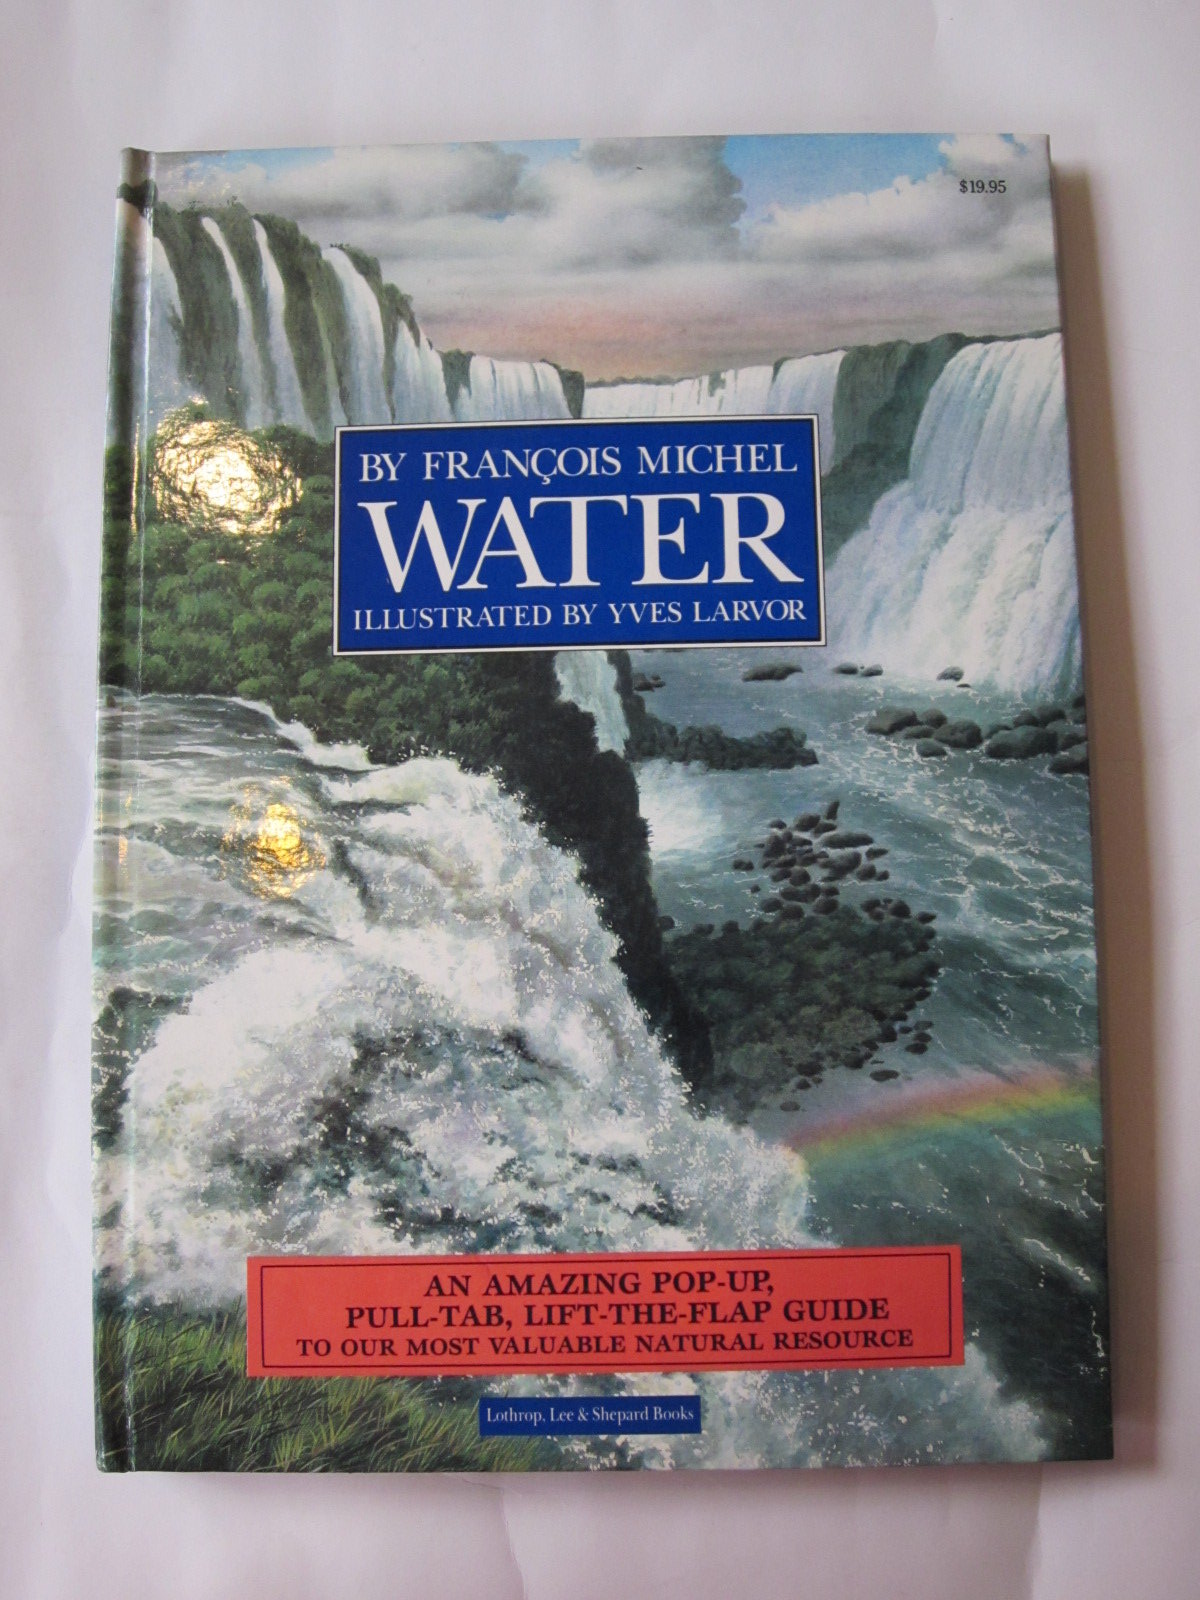 $19.95
BY FRANÇOIS MICHEL
WATER
ILLUSTRATED BY YVES LARVOR
AN AMAZING POP-UP,
PULL-TAB, LIFT-THE-FLAP GUIDE
TO OUR MOST VALUABLE NATURAL RESOURCE
Lothrop, Lee & Shepard Books